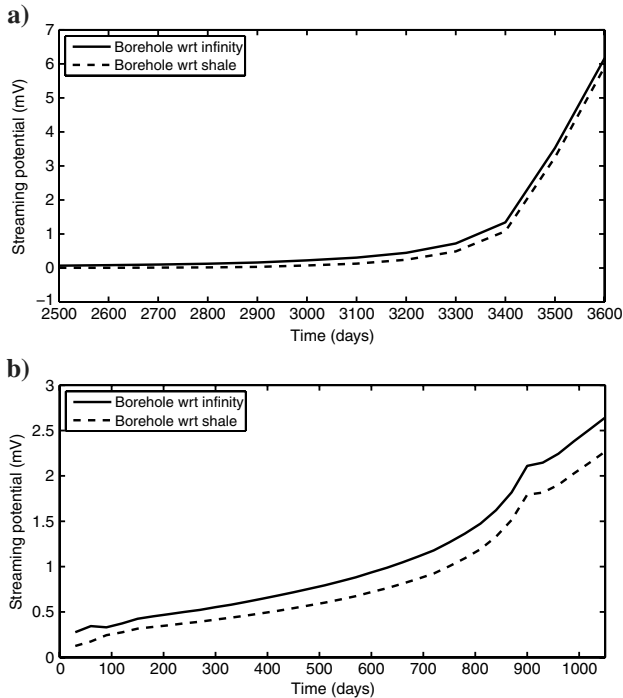 a)
7
6
5
4
3
2
1
0
−1
Streaming potential (mV)
Borehole wrt infinity
Borehole wrt shale
2500 2600 2700 2800 2900 3000 3100 3200 3300 3400 3500 3600
Time (days)
b)
3
2.5
2
1.5
1
0.5
0
Streaming potential (mV)
Borehole wrt infinity
Borehole wrt shale
0 100 200 300 400 500 600 700 800 900 1000
Time (days)